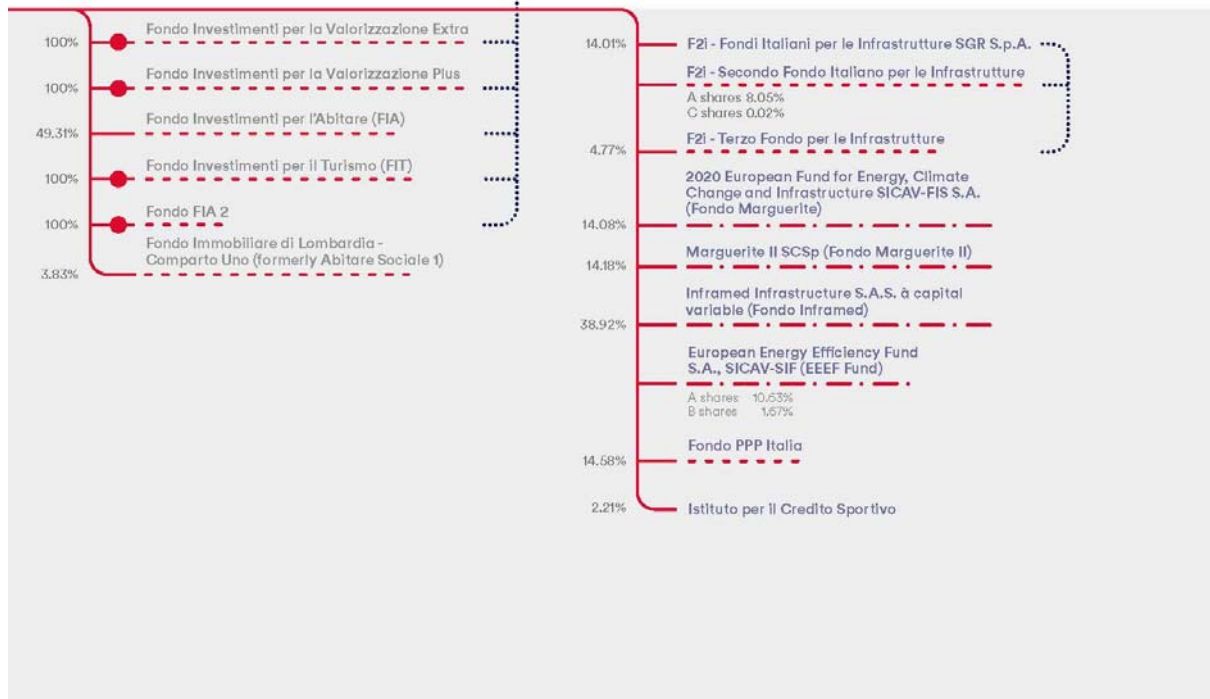 100%
Fondo Investimenti per la Valorizzazione Extra
100%
Fondo Investimenti per la Valorizzazione Plus
49.31%
Fondo Investimenti per l'Abitare (FIA)
100%
Fondo Investimenti per il Turismo (FIT)
100%
Fondo FIA 2
3.83%
Fondo Immobiliare di Lombardia -
Comparto Uno (formerly Abitare Sociale 1)
14.01%
F2i - Fondi Italiani per le Infrastrutture SGR S.p.A.
F2i - Secondo Fondo Italiano per le Infrastrutture
A shares 8.05%
C shares 0.02%
4.77%
F2i - Terzo Fondo per le Infrastrutture
2020 European Fund for Energy, Climate
Change and Infrastructure SICAV-FIS S.A.
(Fondo Marguerite)
14.08%
Marguerite II SCSp (Fondo Marguerite II)
14.18%
Inframed Infrastructure S.A.S. à capital
variable (Fondo Inframed)
38.92%
European Energy Efficiency Fund
S.A., SICAV-SIF (EEEF Fund)
A shares 10.63%
B shares 1.67%
Fondo PPP Italia
14.58%
2.21%
Istituto per il Credito Sportivo